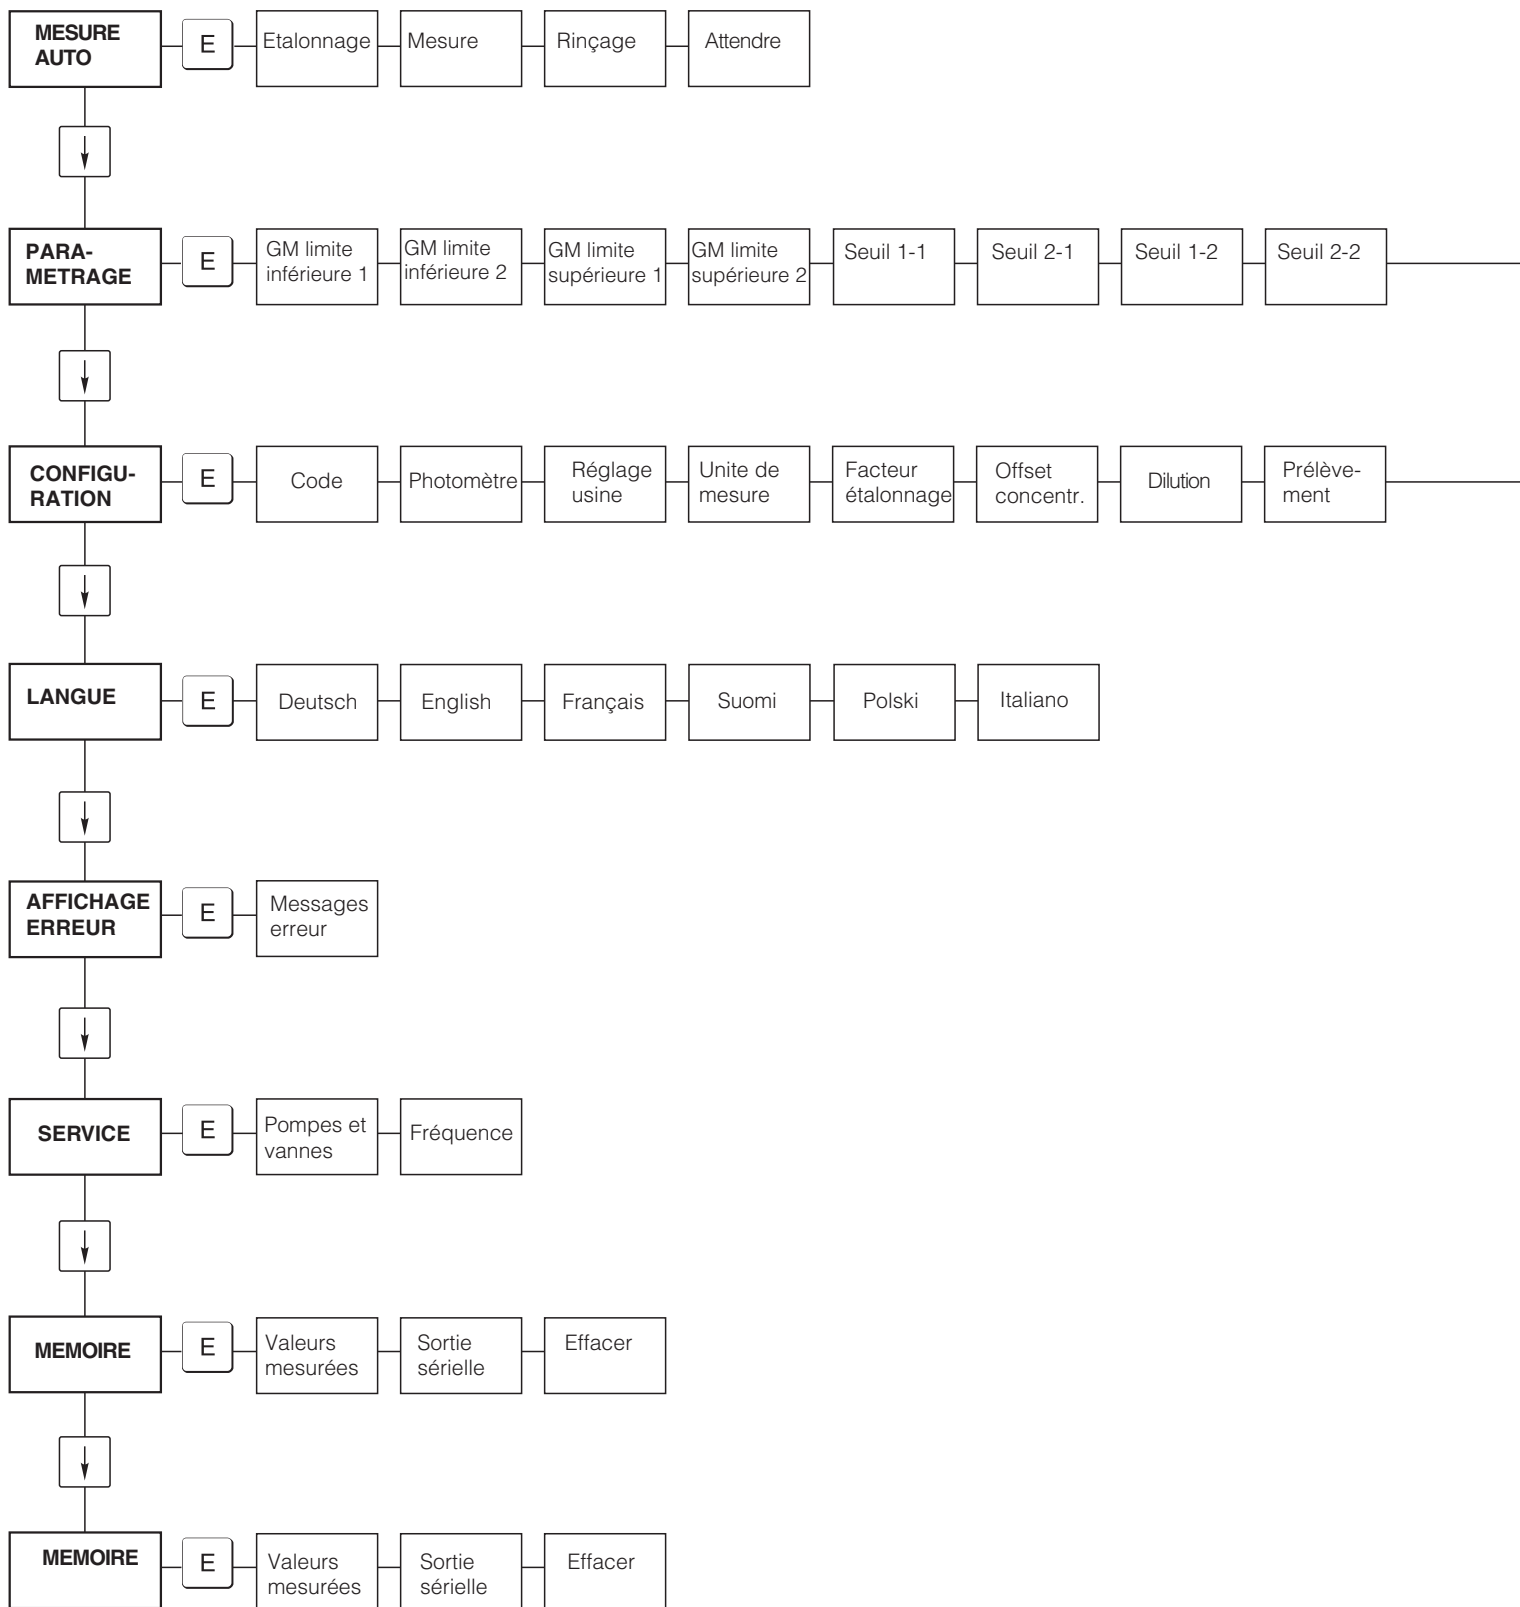 MESURE
AUTO
E
Etalonnage
Mesure
Rinçage
Attendre
PARA-
METRAGE
E
GM limite
inférieure 1
GM limite
inférieure 2
GM limite
supérieure 1
GM limite
supérieure 2
Seuil 1-1
Seuil 2-1
Seuil 1-2
Seuil 2-2
CONFIGU-
RATION
E
Code
Photomètre
Réglage
usine
Unite de
mesure
Facteur
étalonnage
Offset
concentr.
Dilution
Prélève-
ment
LANGUE
E
Deutsch
English
Français
Suomi
Polski
Italiano
AFFICHAGE
ERREUR
E
Messages
erreur
SERVICE
E
Pompes et
vannes
Fréquence
MEMOIRE
E
Valeurs
mesurées
Sortie
sérielle
Effacer
MEMOIRE
E
Valeurs
mesurées
Sortie
sérielle
Effacer